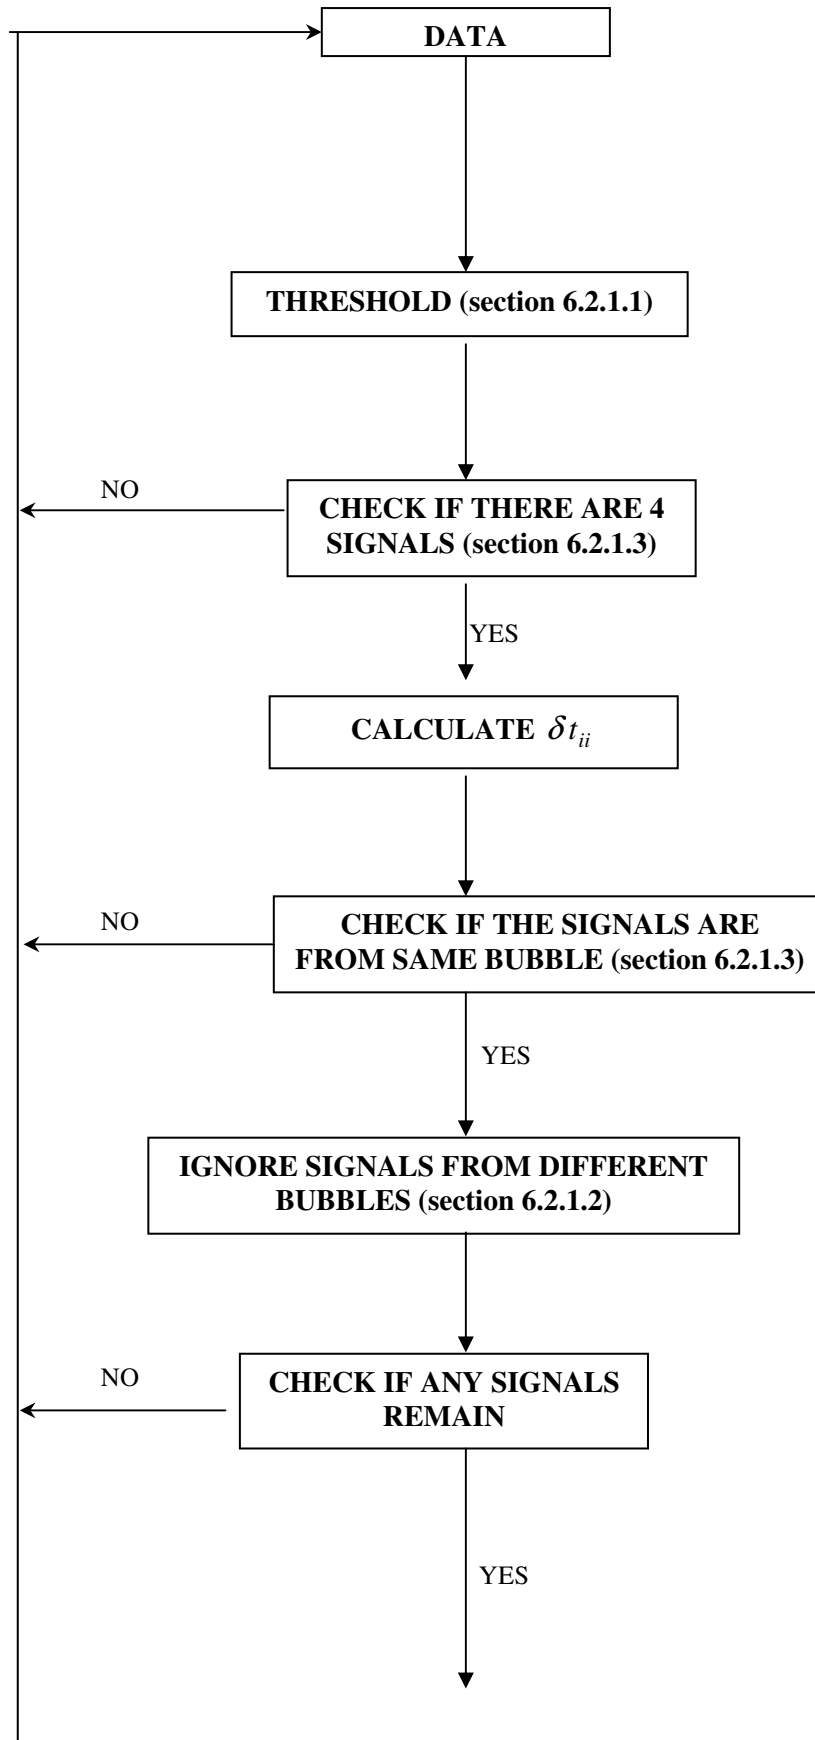 DATA
THRESHOLD (section 6.2.1.1)
NO
CHECK IF THERE ARE 4
SIGNALS (section 6.2.1.3)
YES
CALCULATE δt_ii
NO
CHECK IF THE SIGNALS ARE
FROM SAME BUBBLE (section 6.2.1.3)
YES
IGNORE SIGNALS FROM DIFFERENT
BUBBLES (section 6.2.1.2)
NO
CHECK IF ANY SIGNALS
REMAIN
YES